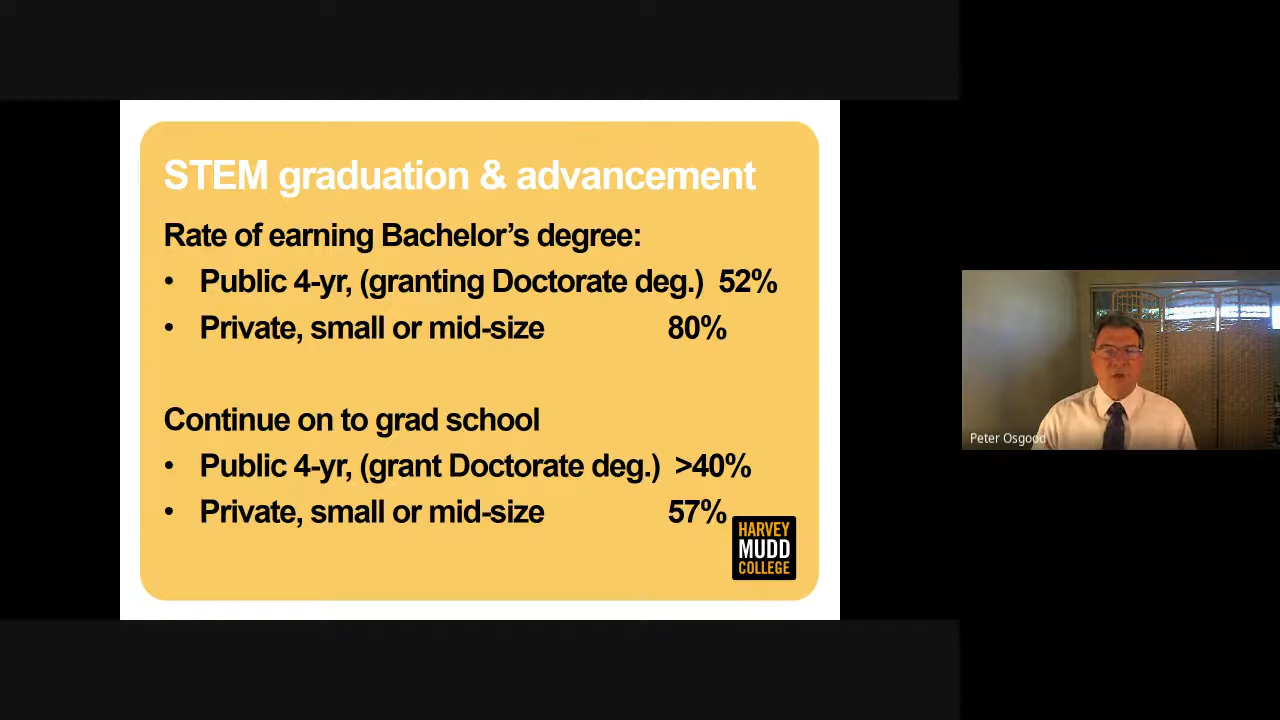 STEM graduation & advancement
Rate of earning Bachelor's degree:
• Public 4-yr, (granting Doctorate deg.) 52%
• Private, small or mid-size 80%
Continue on to grad school
• Public 4-yr, (grant Doctorate deg.) >40%
• Private, small or mid-size 57%
HARVEY
MUDD
COLLEGE
Peter Osgood